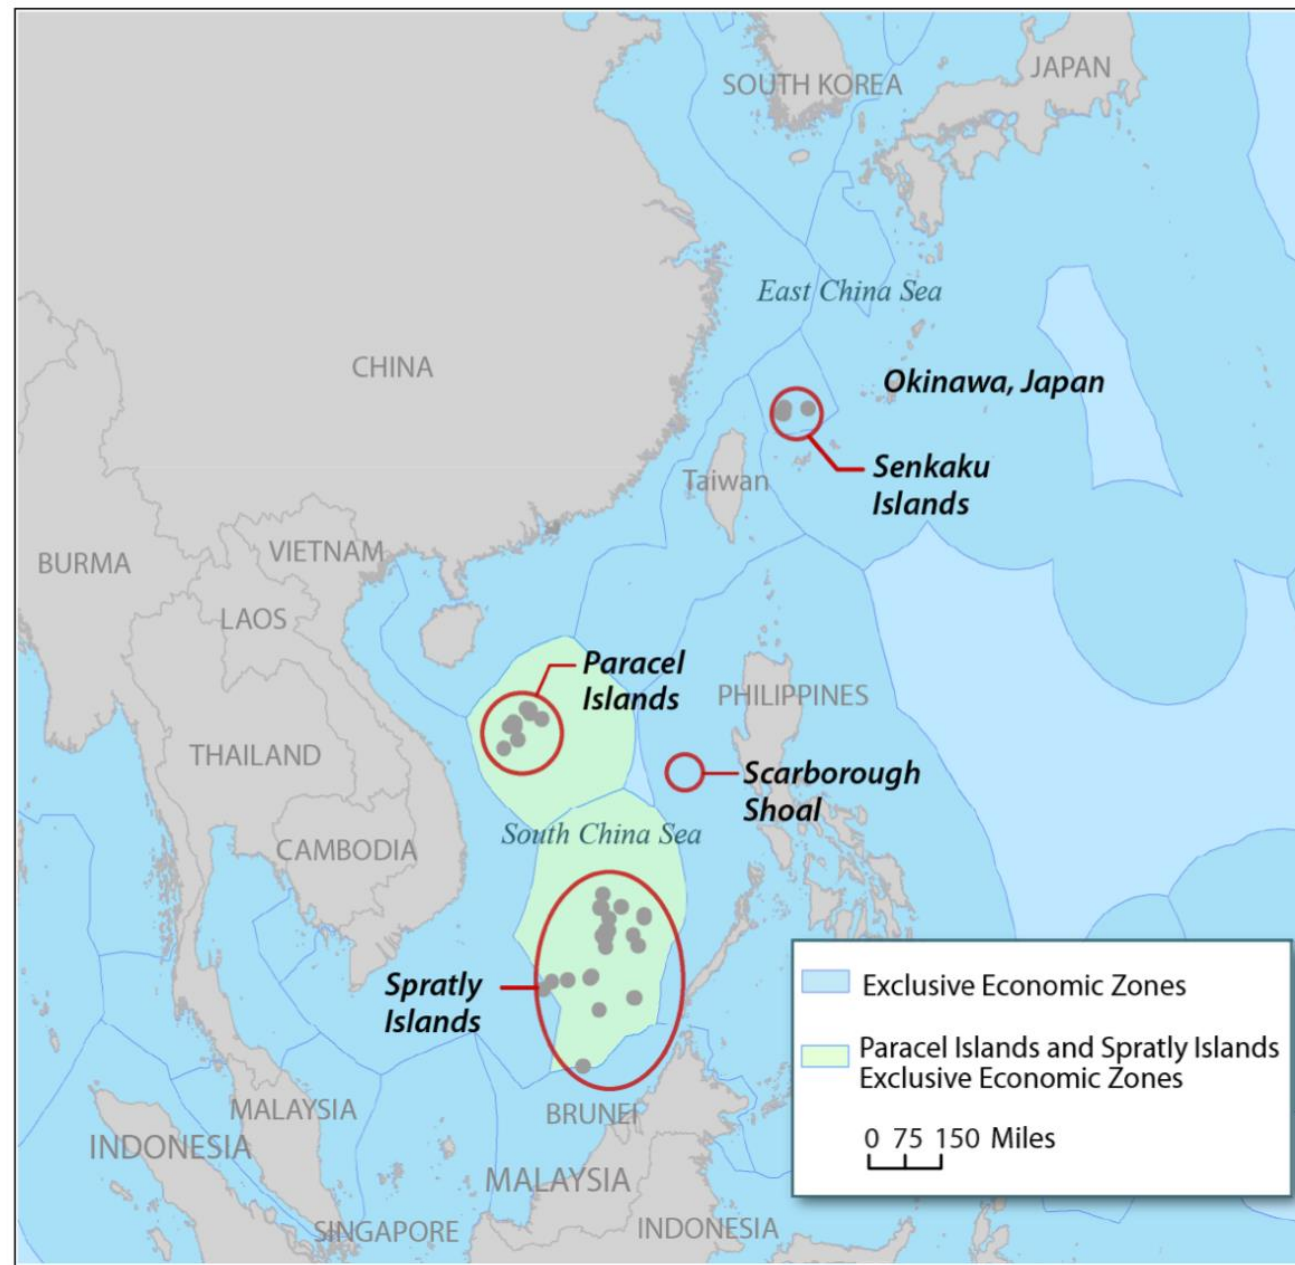 JAPAN
SOUTH KOREA
East China Sea
CHINA
Okinawa, Japan
Senkaku
Islands
Taiwan
BURMA
VIETNAM
LAOS
Paracel
Islands
PHILIPPINES
THAILAND
Scarborough
Shoal
South China Sea
CAMBODIA
Spratly
Islands
Exclusive Economic Zones
Paracel Islands and Spratly Islands
Exclusive Economic Zones
0 75 150 Miles
MALAYSIA
BRUNEI
INDONESIA
MALAYSIA
SINGAPORE
INDONESIA